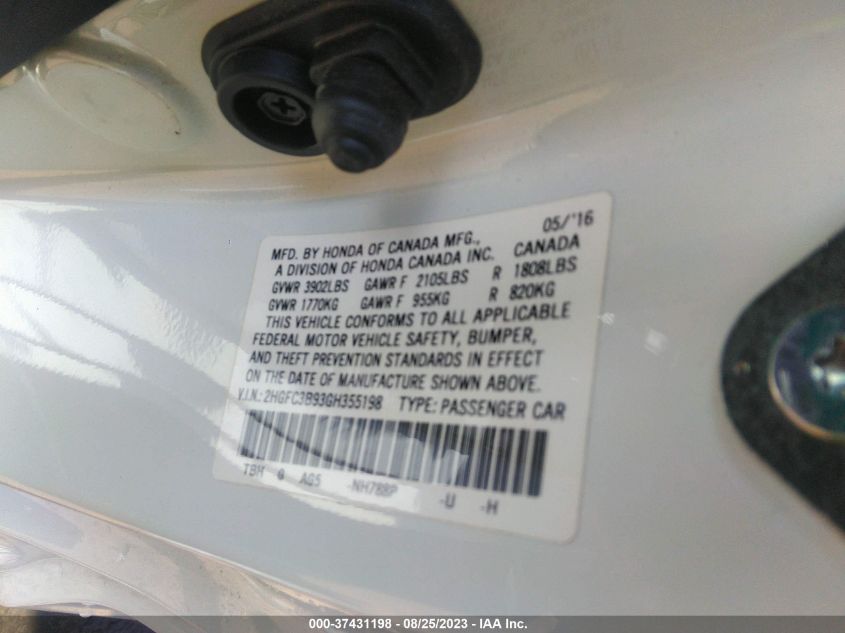 05/'16
MFD. BY HONDA OF CANADA MFG.,
A DIVISION OF HONDA CANADA INC. CANADA
GVWR 3902LBS GAWR F 2105LBS R 1808LBS
GVWR 1770KG GAWR F 955KG R 820KG
THIS VEHICLE CONFORMS TO ALL APPLICABLE
FEDERAL MOTOR VEHICLE SAFETY, BUMPER,
AND THEFT PREVENTION STANDARDS IN EFFECT
ON THE DATE OF MANUFACTURE SHOWN ABOVE.
V.I.N.: 2HGFC3B93GH355198 TYPE: PASSENGER CAR
TBH G AG5 -NH788P -U -H
000-37431198 - 08/25/2023 - IAA Inc.